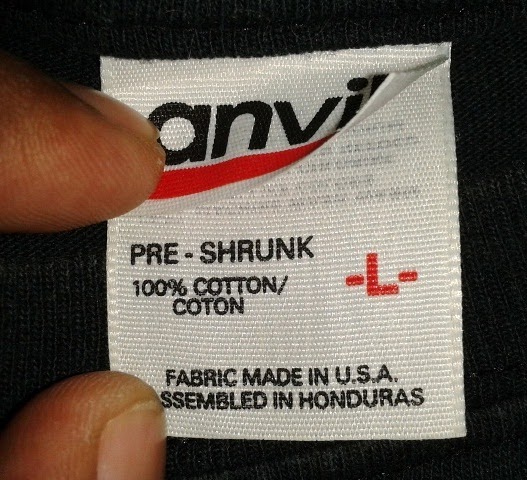 anvi
PRE - SHRUNK
100% COTTON/
COTON
-L-
FABRIC MADE IN U.S.A.
SSEMBLED IN HONDURAS